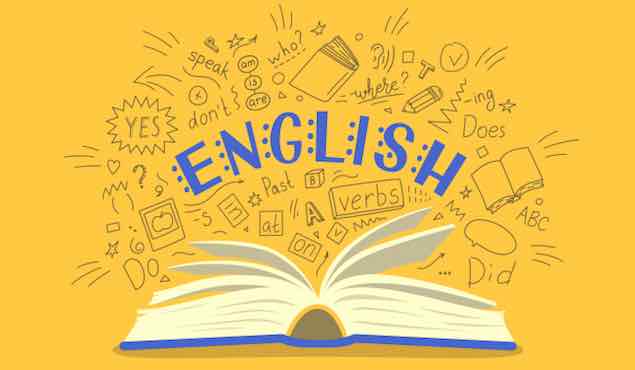 speak
am
is
are
who?
where?
-ing
Does
YES
don't
ENGLISH
ABC
Past
B
verbs
-'s
m
at
A
on
v
Do
Did